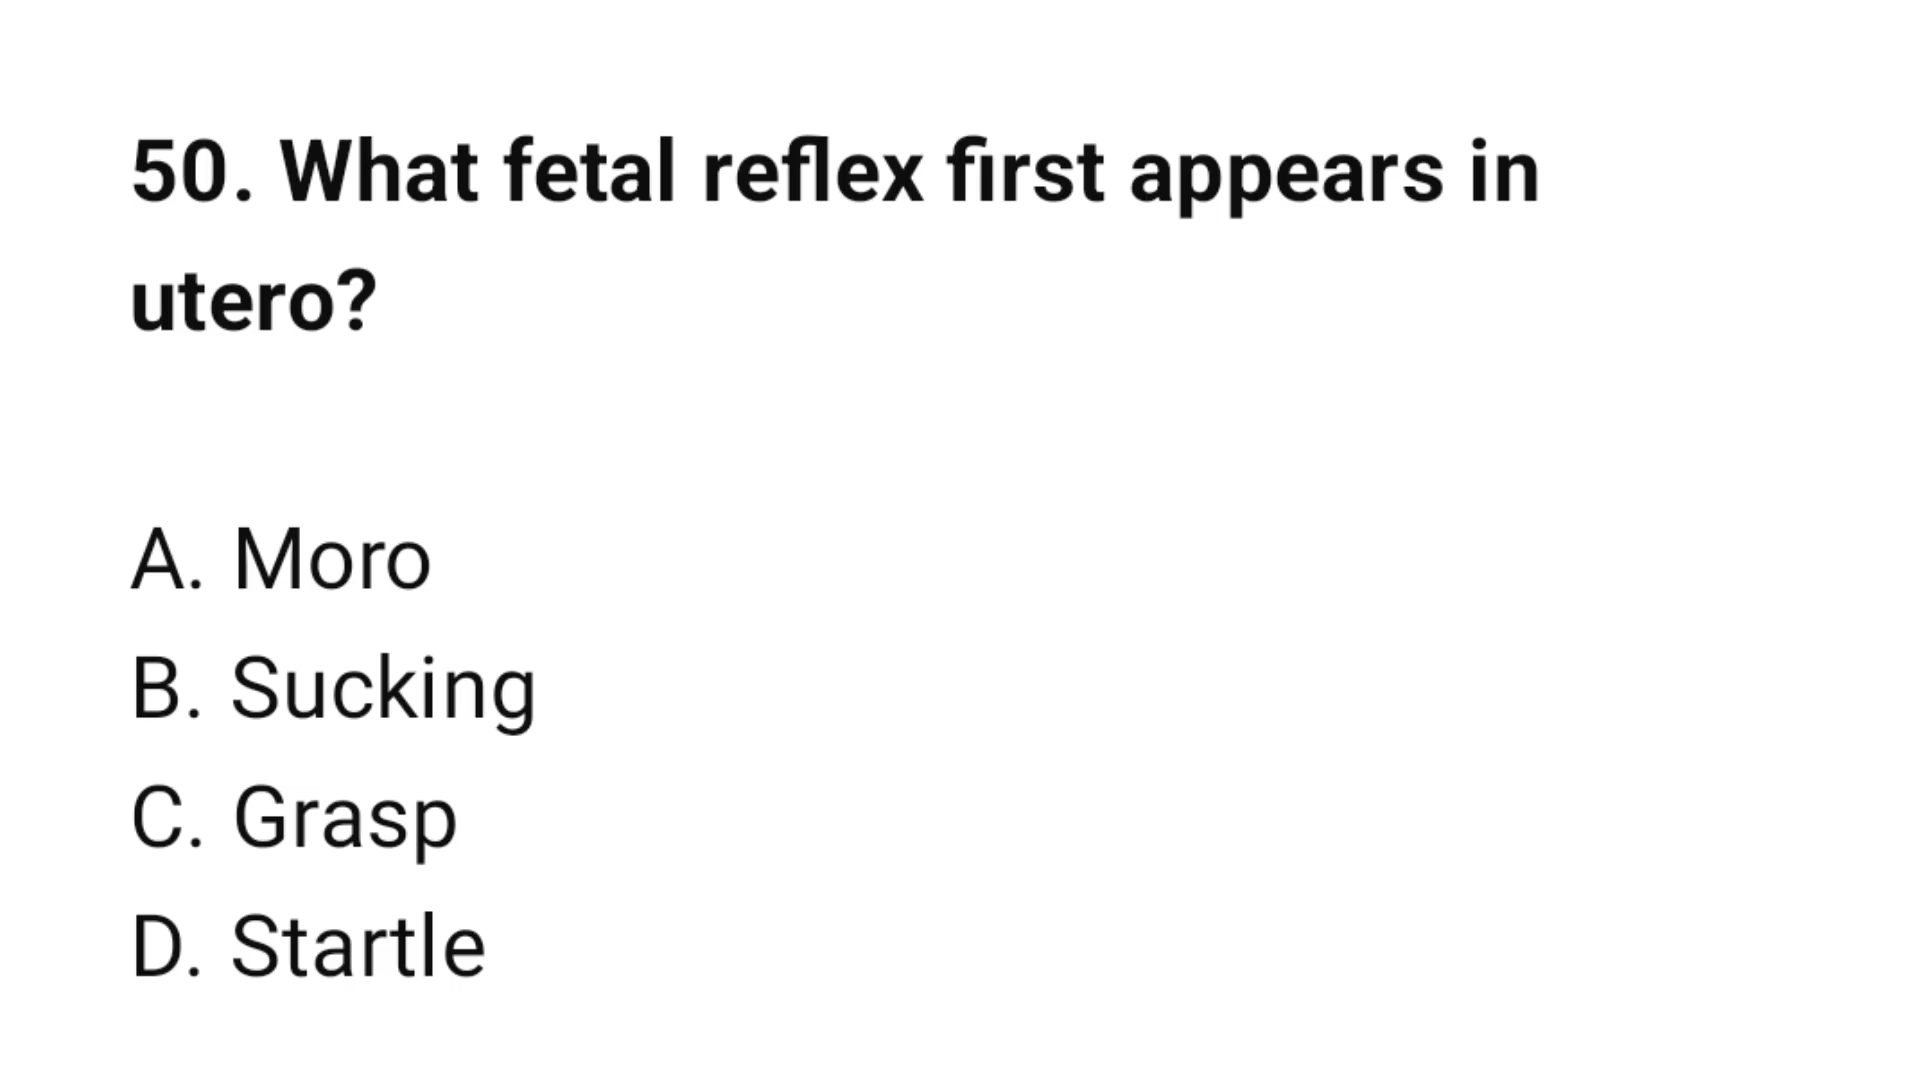 50. What fetal reflex first appears in
utero?
A. Moro
B. Sucking
C. Grasp
D. Startle